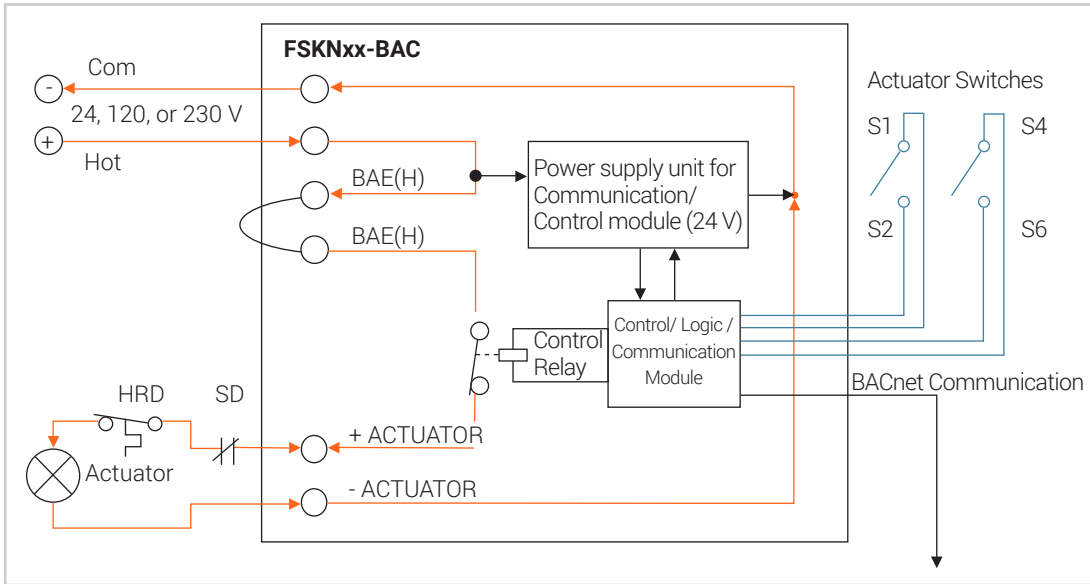 FSKNxx-BAC
Com
-
24, 120, or 230 V
+
Hot
BAE(H)
BAE(H)
Power supply unit for
Communication/
Control module (24 V)
Actuator Switches
S1
S4
S2
S6
Control
Relay
Control/ Logic /
Communication
Module
BACnet Communication
HRD
SD
Actuator
+ ACTUATOR
- ACTUATOR